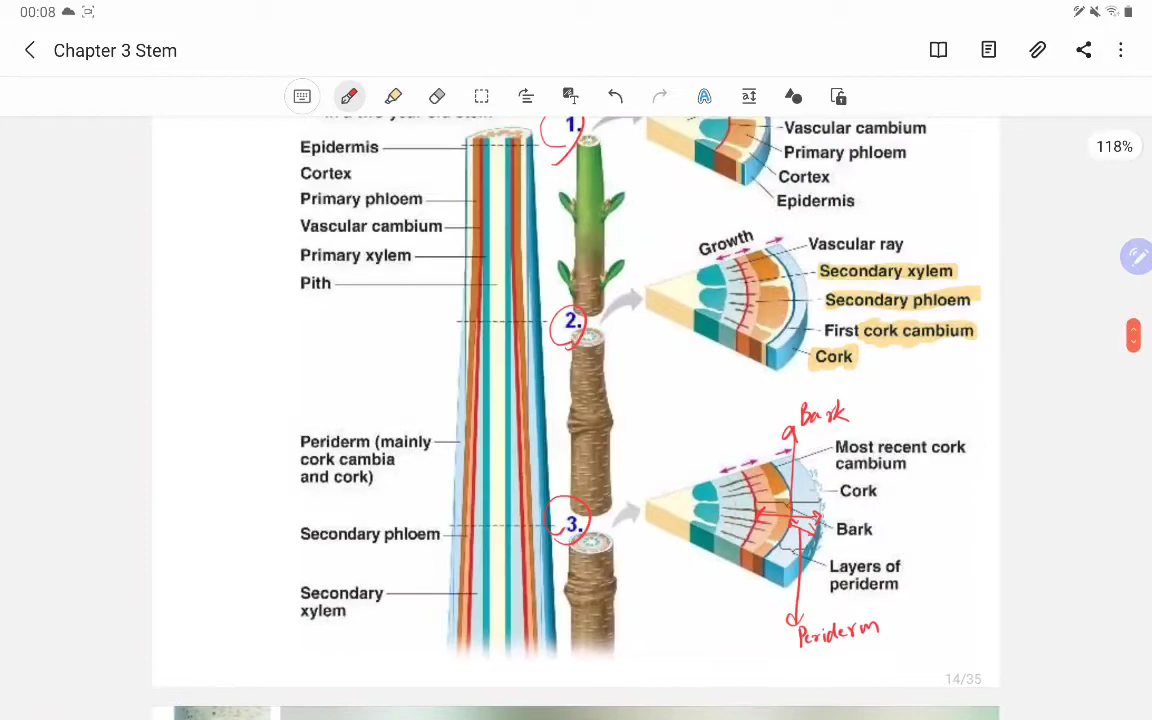 00:08
Chapter 3 Stem
118%
1.
Epidermis
Cortex
Primary phloem
Vascular cambium
Primary xylem
Pith
Vascular cambium
Primary phloem
Cortex
Epidermis
2.
Growth
Vascular ray
Secondary xylem
Secondary phloem
First cork cambium
Cork
Periderm (mainly
cork cambia
and cork)
Secondary phloem
Secondary
xylem
3.
Bark
Most recent cork
cambium
Cork
Bark
Layers of
periderm
Periderm
14/35